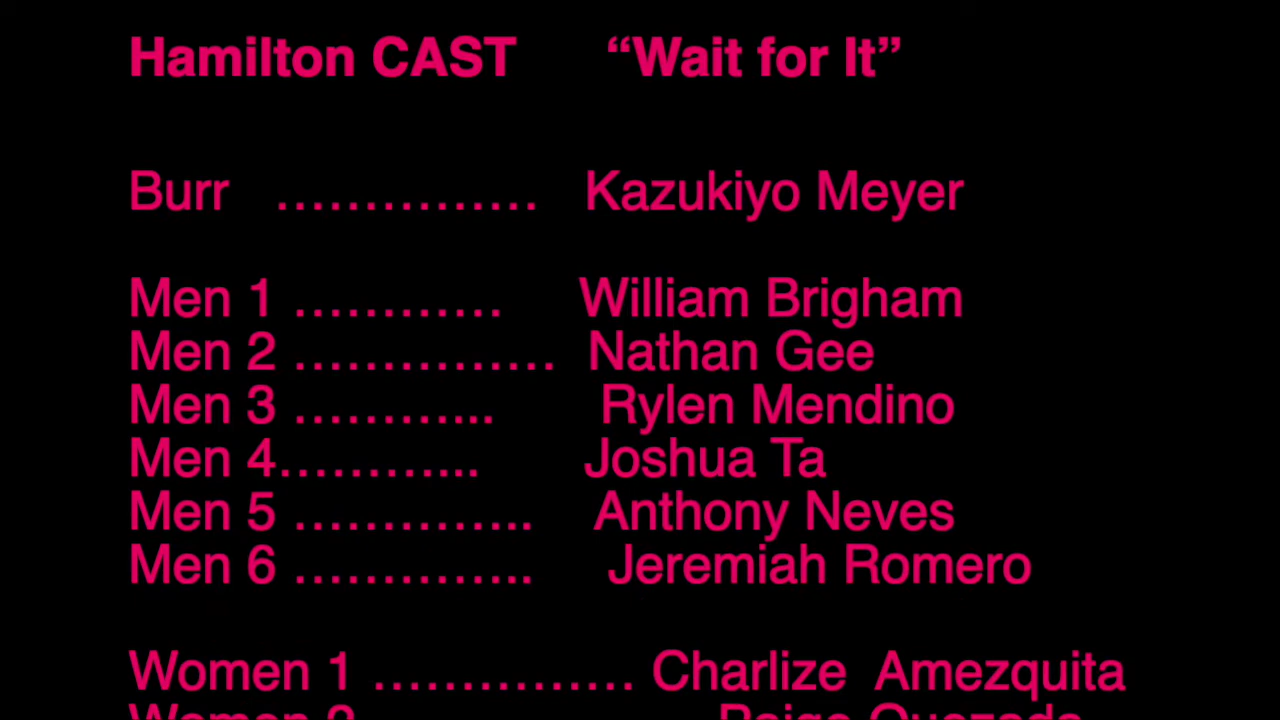 Hamilton CAST “Wait for It”
Burr …………… Kazukiyo Meyer
Men 1 ………… William Brigham
Men 2 …………… Nathan Gee
Men 3 ………... Rylen Mendino
Men 4………... Joshua Ta
Men 5 ………….. Anthony Neves
Men 6 ………….. Jeremiah Romero
Women 1 …………… Charlize Amezquita